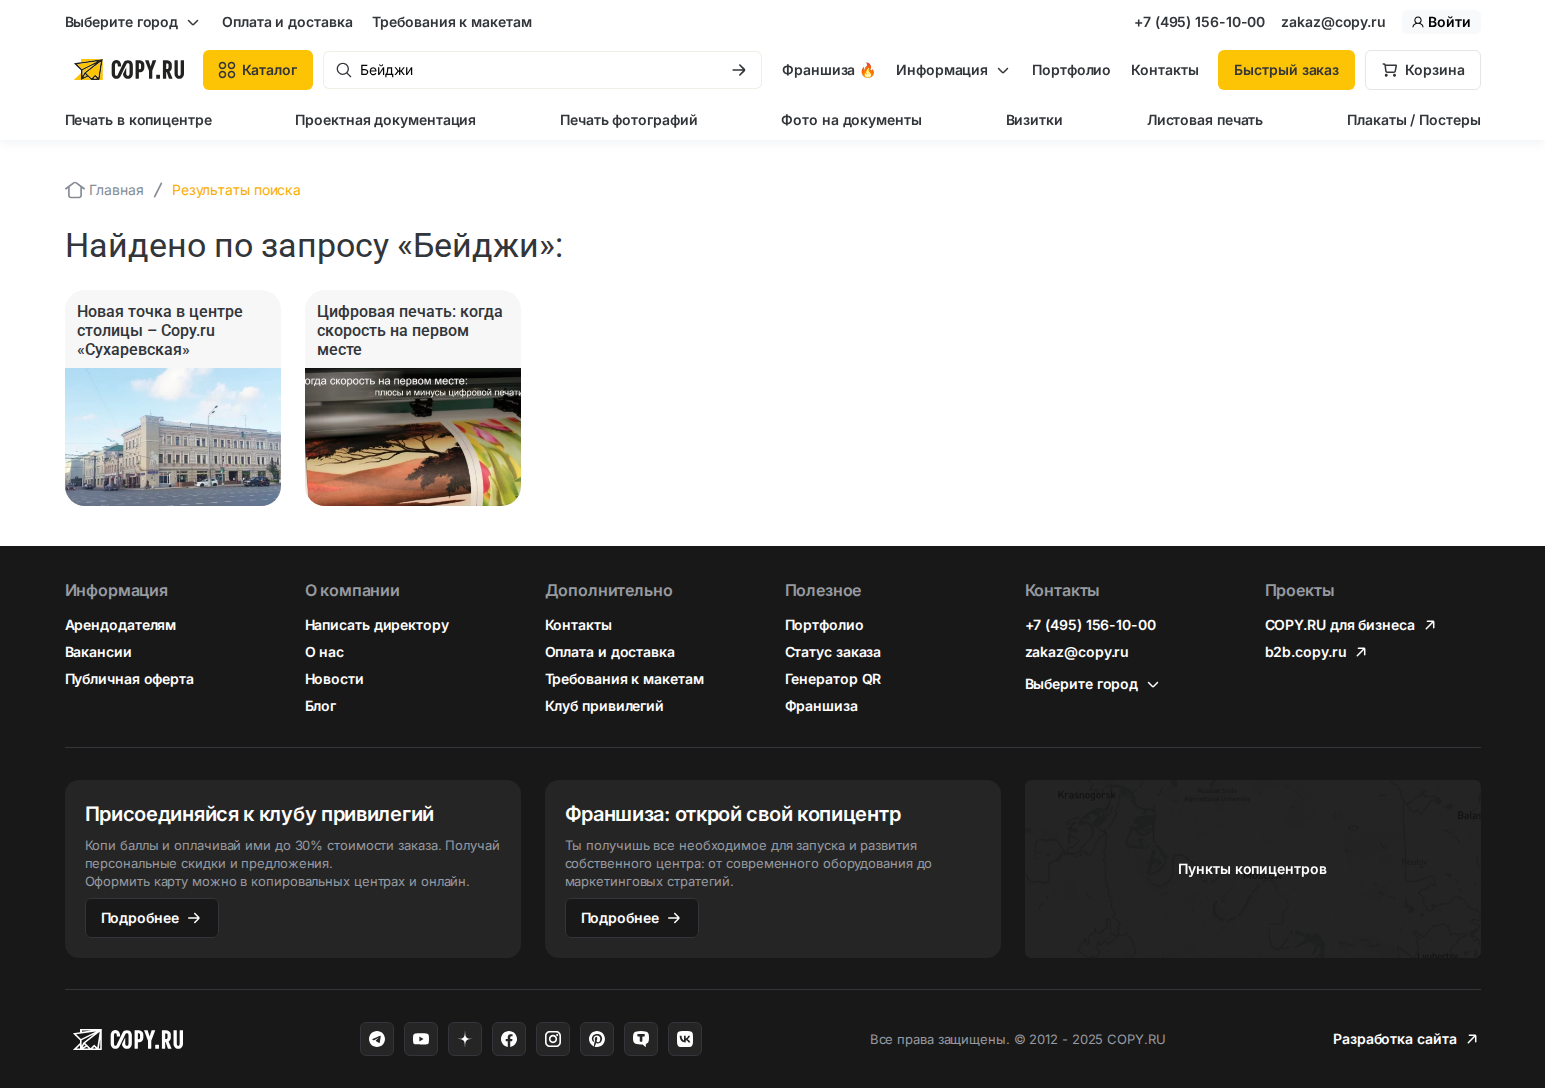 Выберите город
Оплата и доставка
Требования к макетам
+7 (495) 156-10-00
zakaz@copy.ru
Войти
COPY.RU
Каталог
Бейджи
Франшиза 🔥
Информация
Портфолио
Контакты
Быстрый заказ
Корзина
Печать в копицентре
Проектная документация
Печать фотографий
Фото на документы
Визитки
Листовая печать
Плакаты / Постеры
Главная / Результаты поиска
Найдено по запросу «Бейджи»:
Новая точка в центре
столицы – Copy.ru
«Сухаревская»
Цифровая печать: когда
скорость на первом
месте
огда скорость на первом месте:
плюсы и минусы цифровой печати
Информация
Арендодателям
Вакансии
Публичная оферта
О компании
Написать директору
О нас
Новости
Блог
Дополнительно
Контакты
Оплата и доставка
Требования к макетам
Клуб привилегий
Полезное
Портфолио
Статус заказа
Генератор QR
Франшиза
Контакты
+7 (495) 156-10-00
zakaz@copy.ru
Выберите город
Проекты
COPY.RU для бизнеса
b2b.copy.ru
Присоединяйся к клубу привилегий
Копи баллы и оплачивай ими до 30% стоимости заказа. Получай
персональные скидки и предложения.
Оформить карту можно в копировальных центрах и онлайн.
Подробнее
Франшиза: открой свой копицентр
Ты получишь все необходимое для запуска и развития
собственного центра: от современного оборудования до
маркетинговых стратегий.
Подробнее
Krasnogorsk
Пункты копицентров
COPY.RU
Все права защищены. © 2012 - 2025 COPY.RU
Разработка сайта